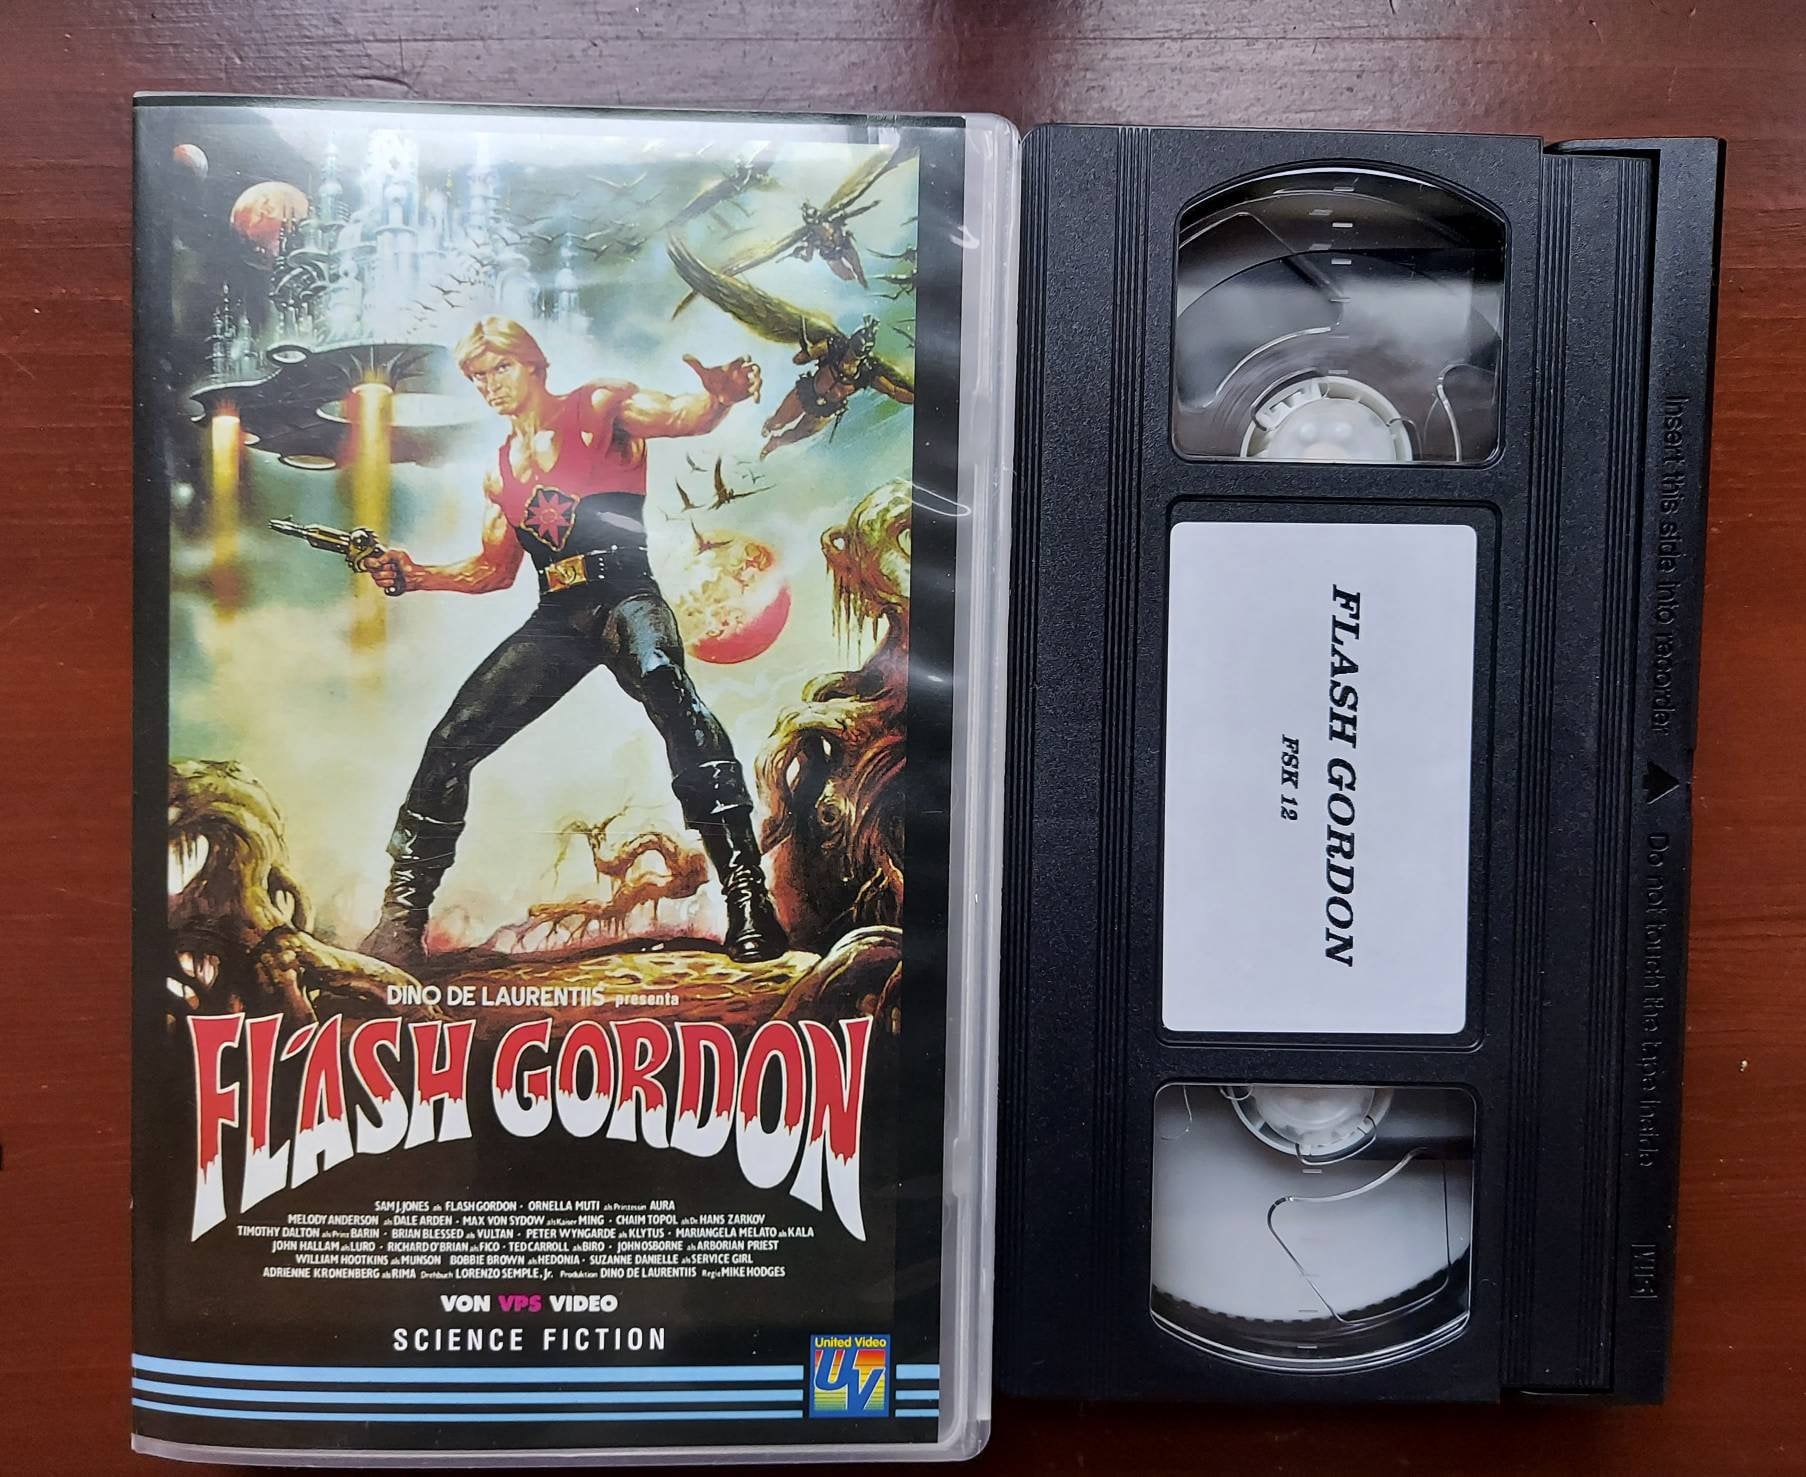 DINO DE LAURENTIIS presenta
FLASH GORDON
SAM J. JONES als FLASH GORDON · ORNELLA MUTI als Prinzessin AURA
MELODY ANDERSON als DALE ARDEN · MAX VON SYDOW als Kaiser MING · CHAIM TOPOL als Dr. HANS ZARKOV
TIMOTHY DALTON als Prinz BARIN · BRIAN BLESSED als VULTAN · PETER WYNGARDE als KLYTUS · MARIANGELA MELATO als KALA
JOHN HALLAM als LURO · RICHARD O'BRIAN als FICO · TED CARROLL als BIRO · JOHN OSBORNE als ARBORIAN PRIEST
WILLIAM HOOTKINS als MUNSON BOBBIE BROWN als HEDONIA · SUZANNE DANIELLE als SERVICE GIRL
ADRIENNE KRONENBERG als RIMA Drehbuch LORENZO SEMPLE, Jr. Produktion DINO DE LAURENTIIS Regie MIKE HODGES
VON VPS VIDEO
SCIENCE FICTION
United Video
UV
FLASH GORDON
FSK 12
Insert this side into recorder
Do not touch the tape inside
VHS